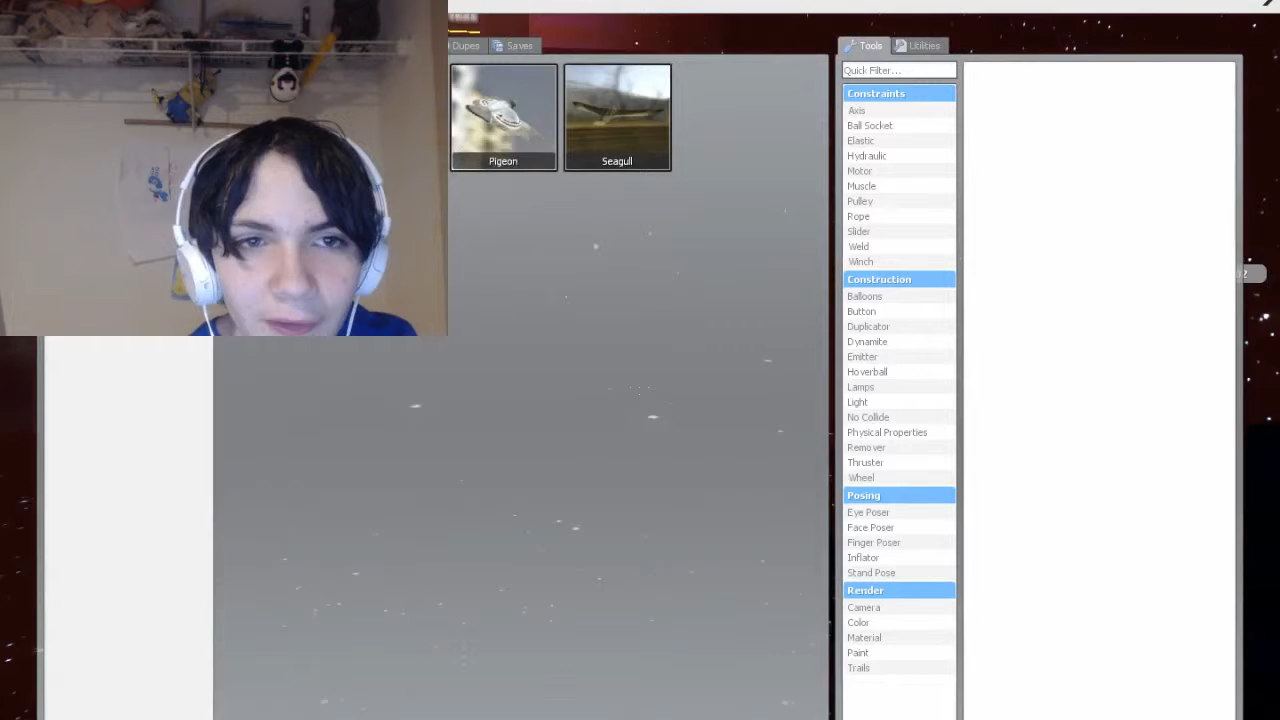 Dupes
Saves
Tools
Utilities
Quick Filter...
Pigeon
Seagull
Constraints
Axis
Ball Socket
Elastic
Hydraulic
Motor
Muscle
Pulley
Rope
Slider
Weld
Winch
Construction
Balloons
Button
Duplicator
Dynamite
Emitter
Hoverball
Lamps
Light
No Collide
Physical Properties
Remover
Thruster
Wheel
Posing
Eye Poser
Face Poser
Finger Poser
Inflator
Stand Pose
Render
Camera
Color
Material
Paint
Trails